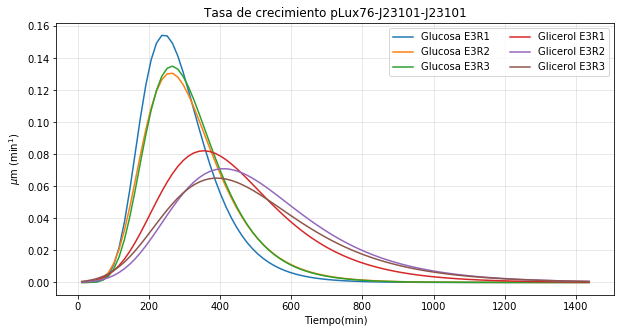 Tasa de crecimiento pLux76-J23101-J23101
Glucosa E3R1
Glucosa E3R2
Glucosa E3R3
Glicerol E3R1
Glicerol E3R2
Glicerol E3R3
μm (min¹)
0.16
0.14
0.12
0.10
0.08
0.06
0.04
0.02
0.00
0 200 400 600 800 1000 1200 1400
Tiempo(min)